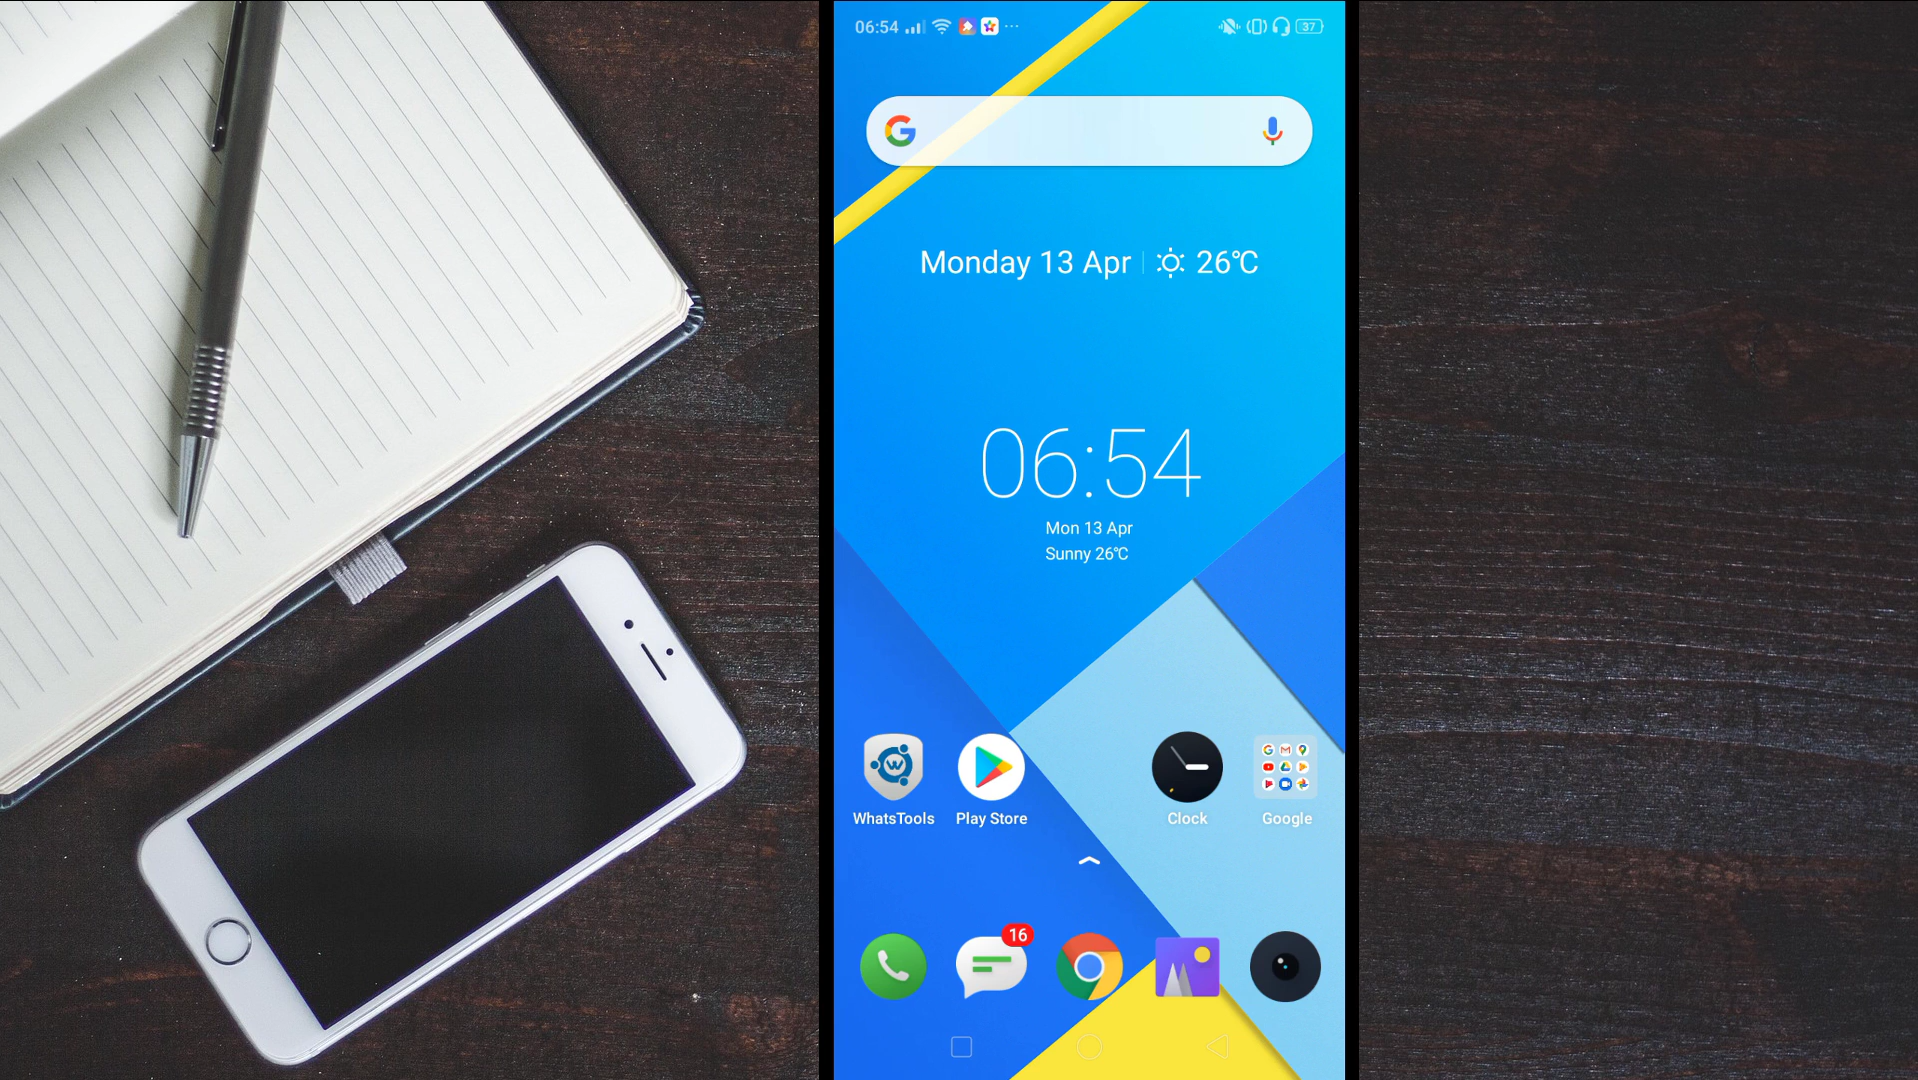 06:54
37
Monday 13 Apr 26℃
06:54
Mon 13 Apr
Sunny 26℃
WhatsTools
Play Store
Clock
Google
16